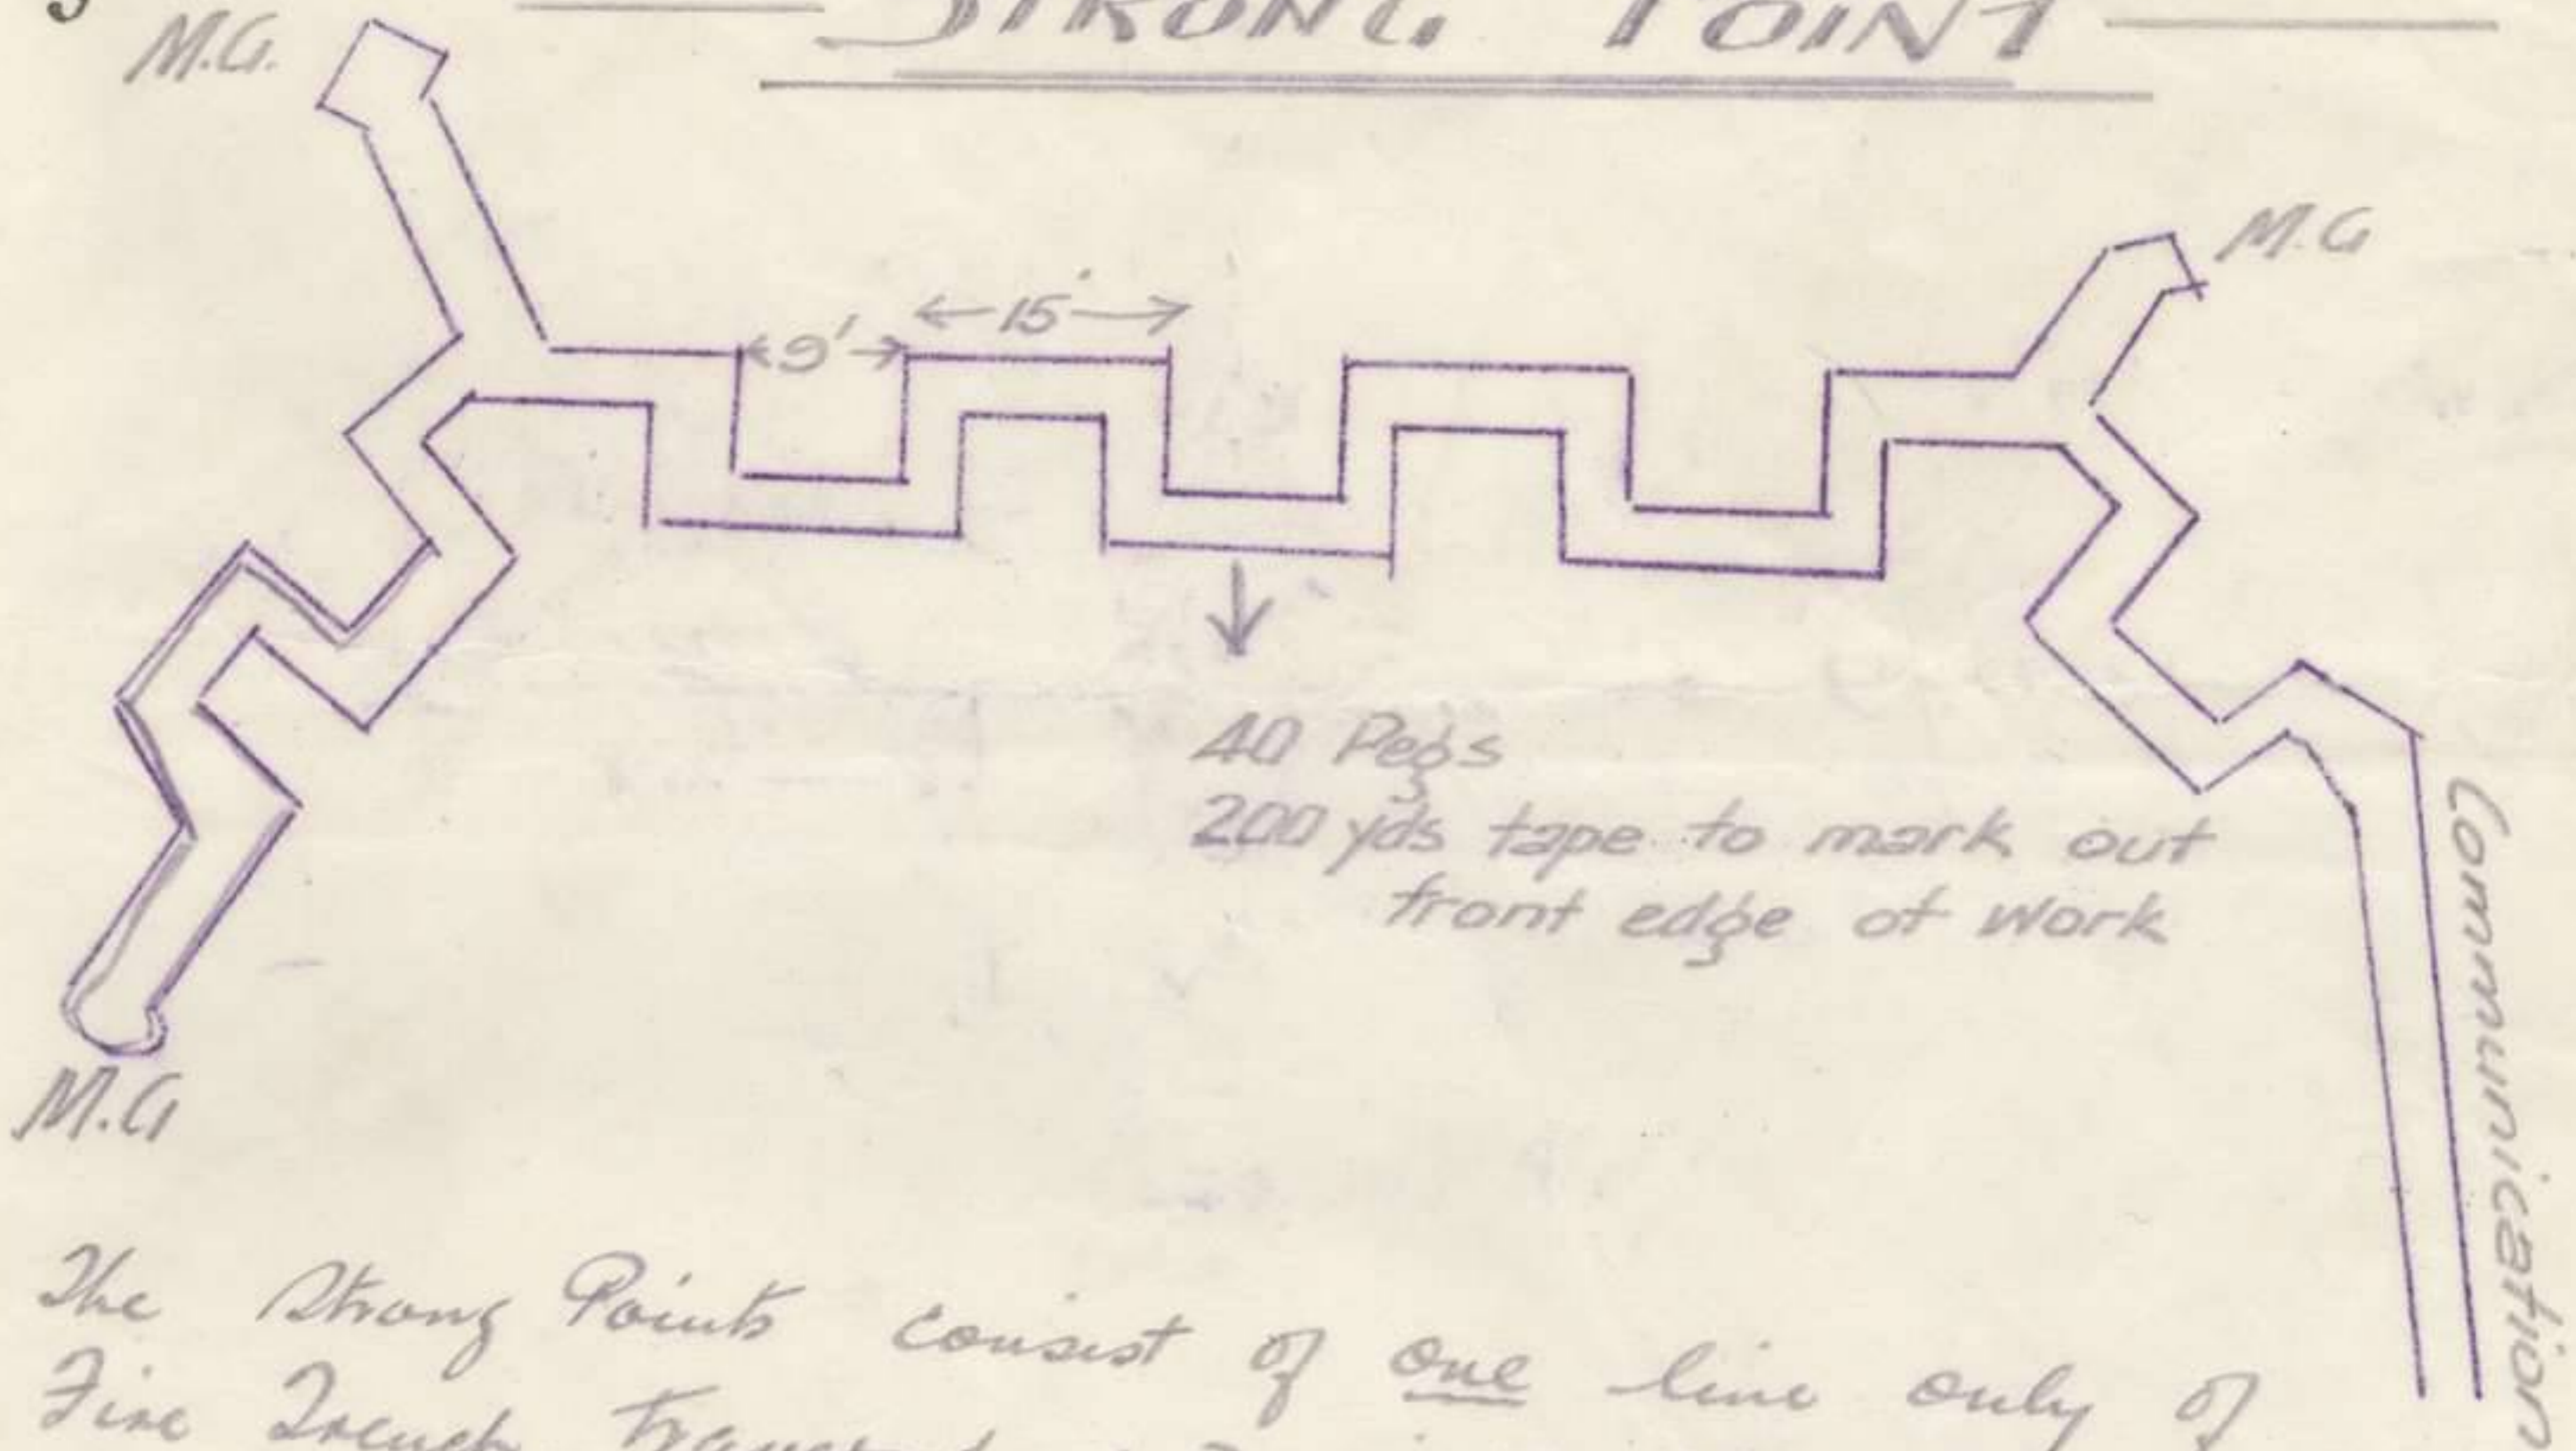 STRONG POINT
M.G.
M.G
15'
9'
40 Pegs
200 yds tape to mark out
front edge of work
Communication
M.G
The Strong Points consist of one line only of
Fire Trench